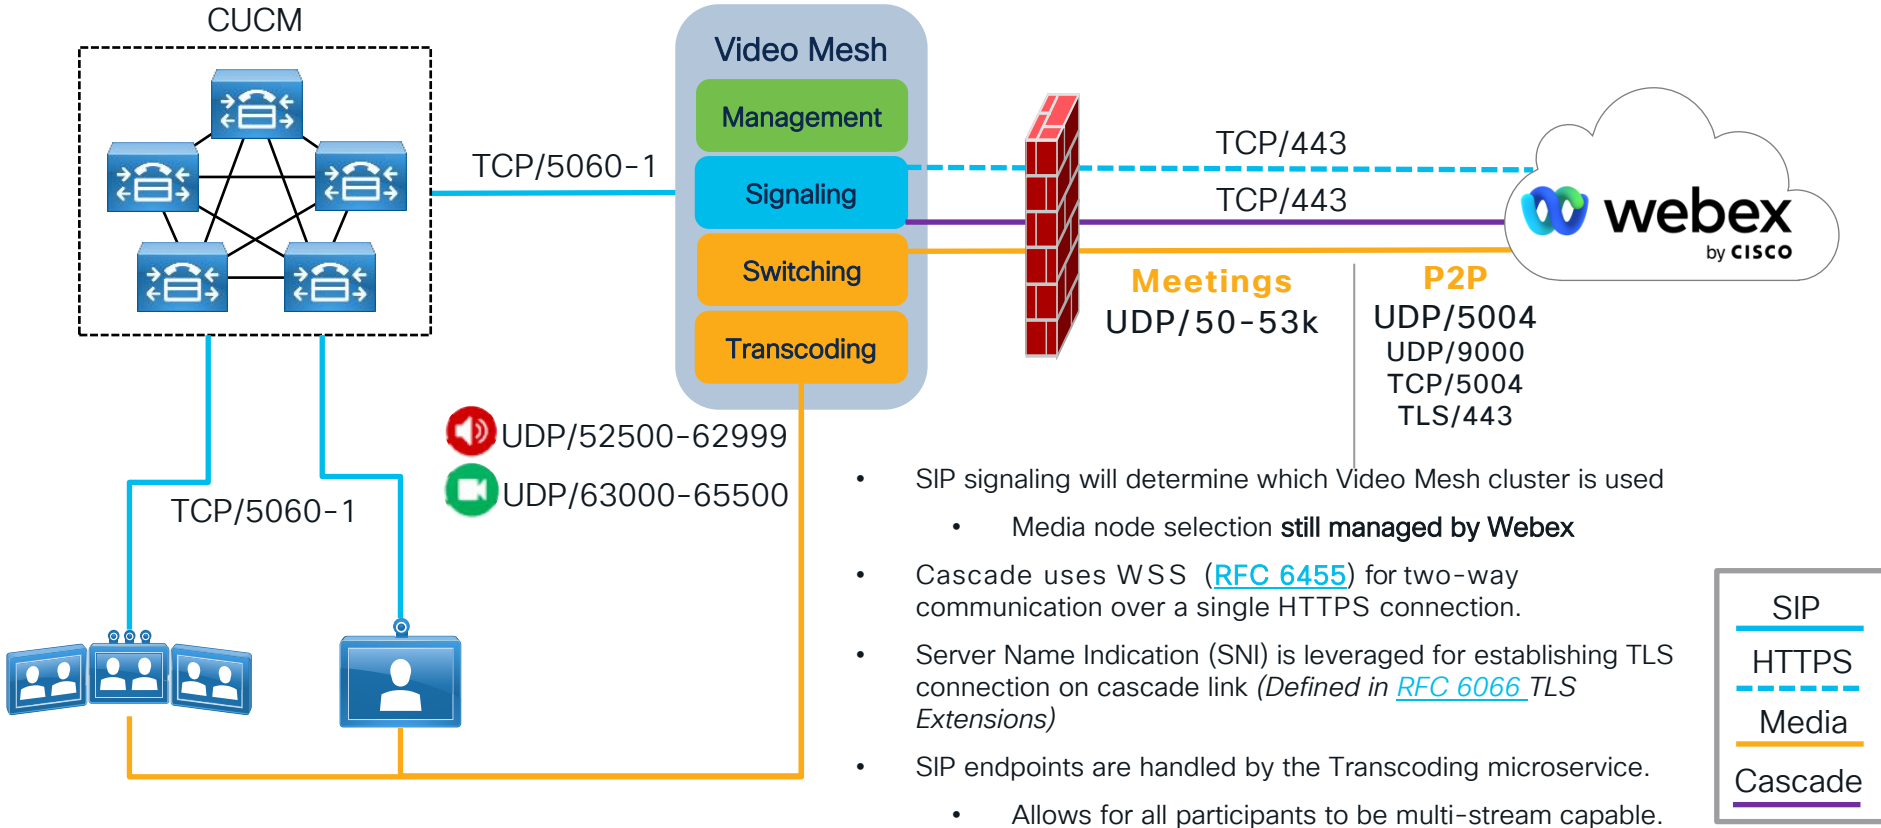 CUCM
Video Mesh
Management
Signaling
Switching
Transcoding
TCP/5060-1
TCP/443
TCP/443
webex
by CISCO
Meetings
UDP/50-53k
P2P
UDP/5004
UDP/9000
TCP/5004
TLS/443
UDP/52500-62999
UDP/63000-65500
TCP/5060-1
• SIP signaling will determine which Video Mesh cluster is used
• Media node selection still managed by Webex
• Cascade uses WSS (RFC 6455) for two-way
communication over a single HTTPS connection.
• Server Name Indication (SNI) is leveraged for establishing TLS
connection on cascade link (Defined in RFC 6066 TLS
Extensions)
• SIP endpoints are handled by the Transcoding microservice.
• Allows for all participants to be multi-stream capable.
SIP
HTTPS
Media
Cascade